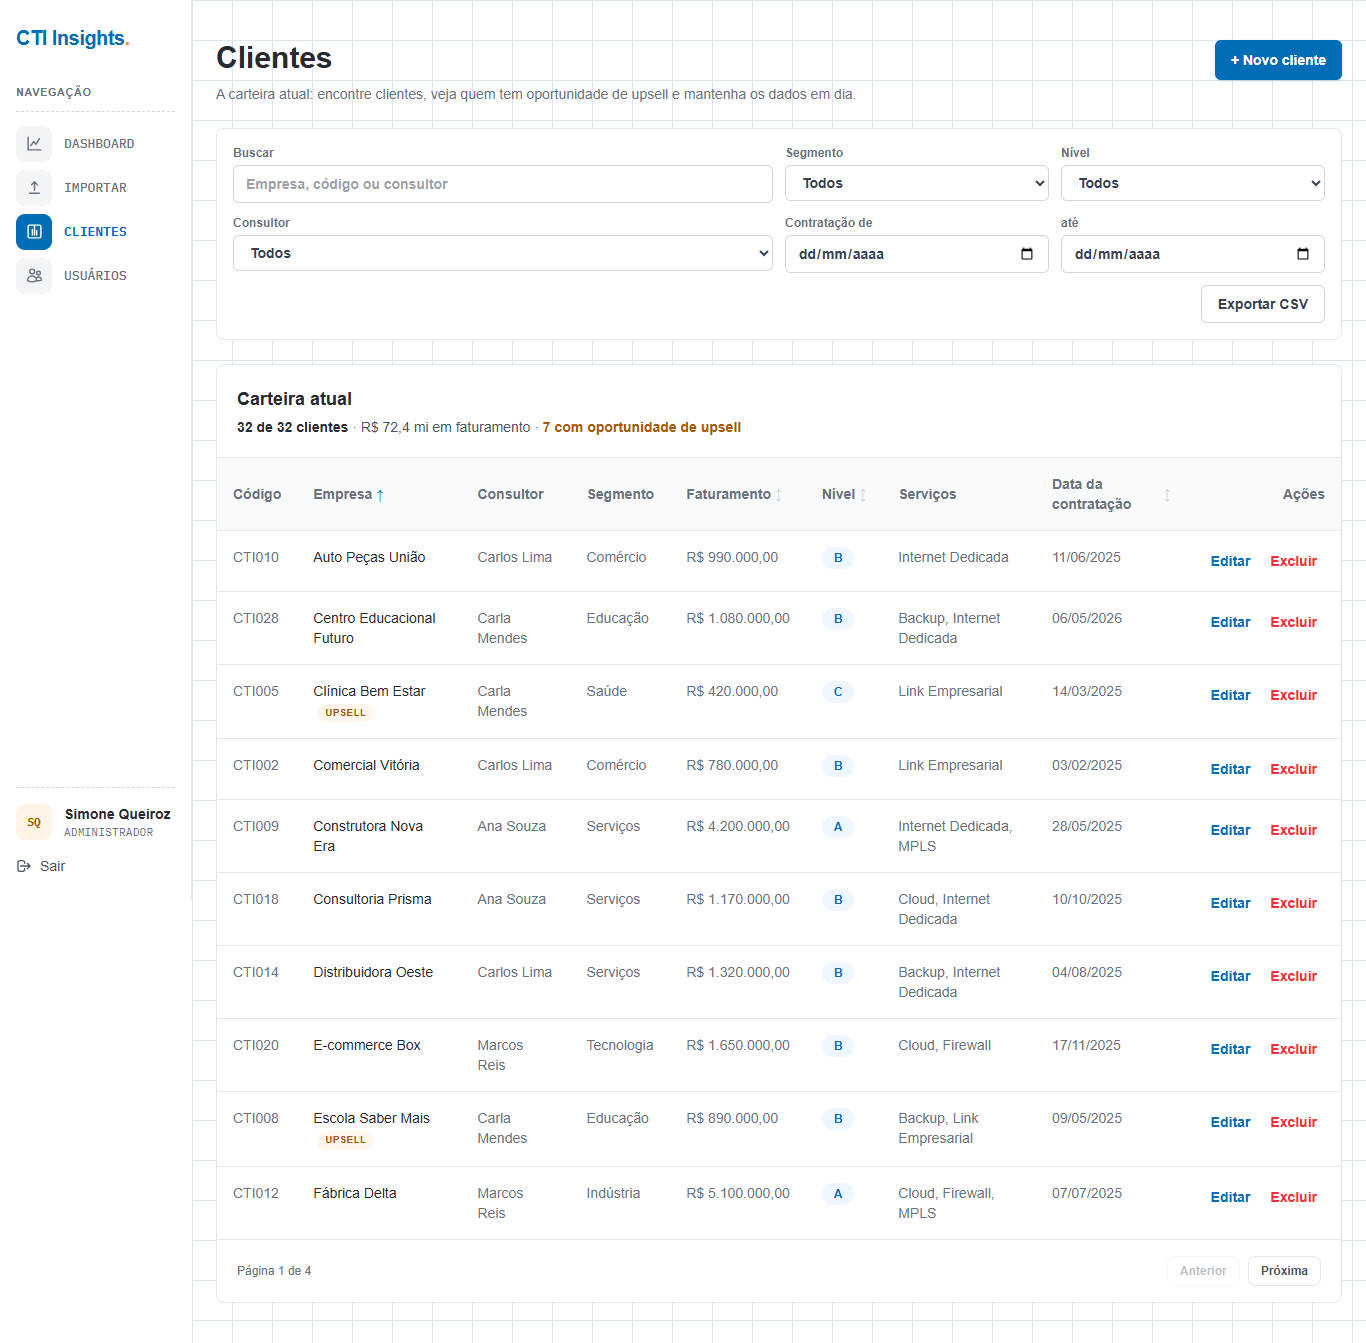 CTI Insights.
NAVEGAÇÃO
DASHBOARD
IMPORTAR
CLIENTES
USUÁRIOS
SQ
Simone Queiroz
ADMINISTRADOR
Sair
Clientes
+ Novo cliente
A carteira atual: encontre clientes, veja quem tem oportunidade de upsell e mantenha os dados em dia.
Buscar
Segmento
Nível
Empresa, código ou consultor
Todos
Todos
Consultor
Contratação de
até
Todos
dd/mm/aaaa
dd/mm/aaaa
Exportar CSV
Carteira atual
32 de 32 clientes · R$ 72,4 mi em faturamento · 7 com oportunidade de upsell
Código Empresa ↑ Consultor Segmento Faturamento ↕ Nível ↕ Serviços Data da contratação ↕ Ações
CTI010 Auto Peças União Carlos Lima Comércio R$ 990.000,00 B Internet Dedicada 11/06/2025 Editar Excluir
CTI028 Centro Educacional Futuro Carla Mendes Educação R$ 1.080.000,00 B Backup, Internet Dedicada 06/05/2026 Editar Excluir
CTI005 Clínica Bem Estar UPSELL Carla Mendes Saúde R$ 420.000,00 C Link Empresarial 14/03/2025 Editar Excluir
CTI002 Comercial Vitória Carlos Lima Comércio R$ 780.000,00 B Link Empresarial 03/02/2025 Editar Excluir
CTI009 Construtora Nova Era Ana Souza Serviços R$ 4.200.000,00 A Internet Dedicada, MPLS 28/05/2025 Editar Excluir
CTI018 Consultoria Prisma Ana Souza Serviços R$ 1.170.000,00 B Cloud, Internet Dedicada 10/10/2025 Editar Excluir
CTI014 Distribuidora Oeste Carlos Lima Serviços R$ 1.320.000,00 B Backup, Internet Dedicada 04/08/2025 Editar Excluir
CTI020 E-commerce Box Marcos Reis Tecnologia R$ 1.650.000,00 B Cloud, Firewall 17/11/2025 Editar Excluir
CTI008 Escola Saber Mais UPSELL Carla Mendes Educação R$ 890.000,00 B Backup, Link Empresarial 09/05/2025 Editar Excluir
CTI012 Fábrica Delta Marcos Reis Indústria R$ 5.100.000,00 A Cloud, Firewall, MPLS 07/07/2025 Editar Excluir
Página 1 de 4
Anterior
Próxima